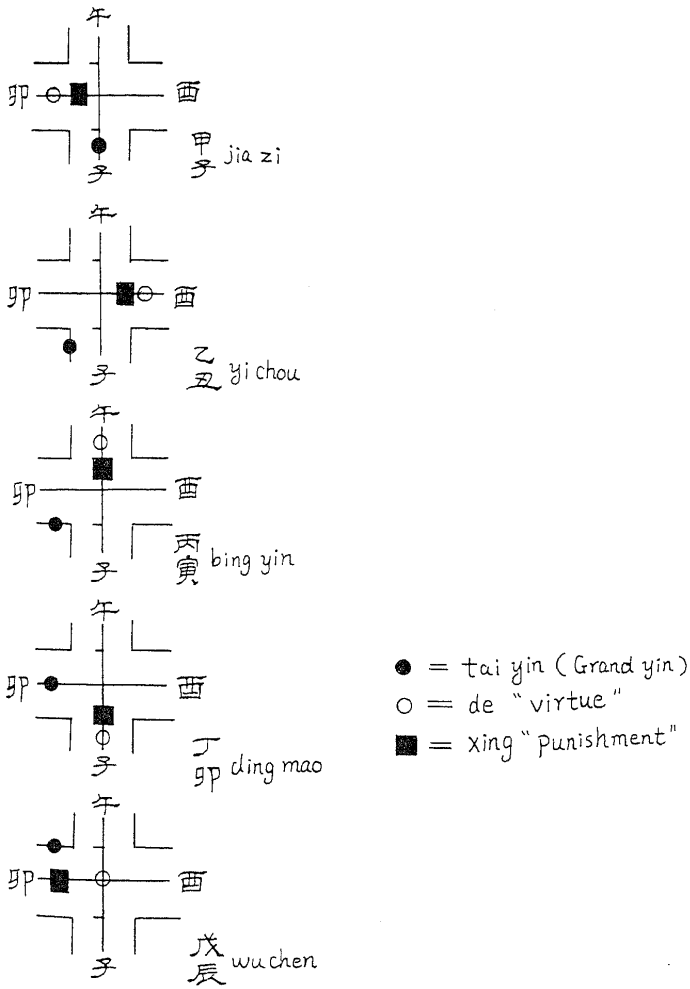 午
卯 酉
子
甲子 jia zi
午
卯 酉
子
乙丑 yi chou
午
卯 酉
子
丙寅 bing yin
午
卯 酉
子
丁卯 ding mao
午
卯 酉
子
戊辰 wu chen
● = tai yin (Grand yin)
○ = de "virtue"
■ = xing "punishment"